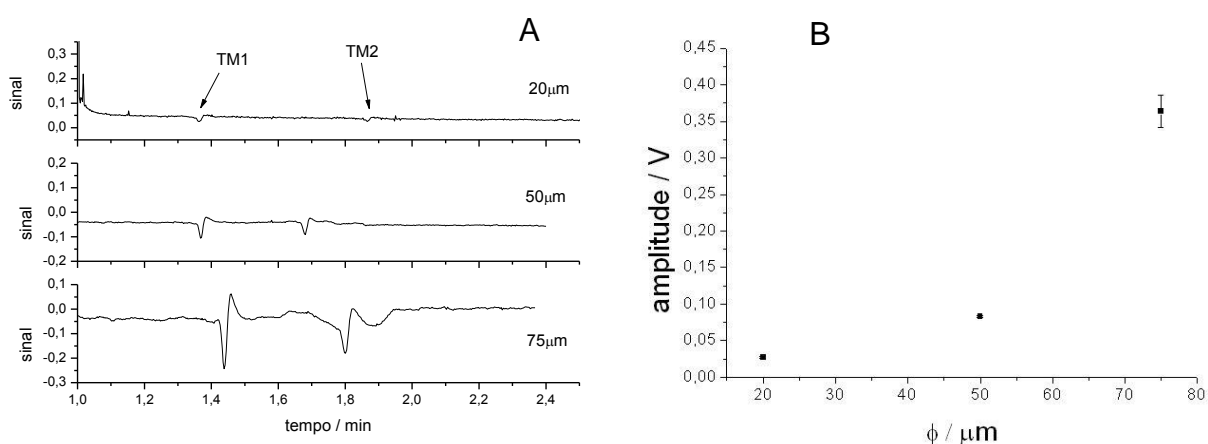 A
0,3
0,2
0,1
0,0
sinal
TM1
TM2
20μm
0,2
0,1
0,0
-0,1
-0,2
sinal
50μm
0,1
0,0
-0,1
-0,2
-0,3
sinal
75μm
1,0 1,2 1,4 1,6 1,8 2,0 2,2 2,4
tempo / min
B
0,45
0,40
0,35
0,30
0,25
0,20
0,15
0,10
0,05
0,00
amplitude / V
20 30 40 50 60 70 80
ϕ / μm